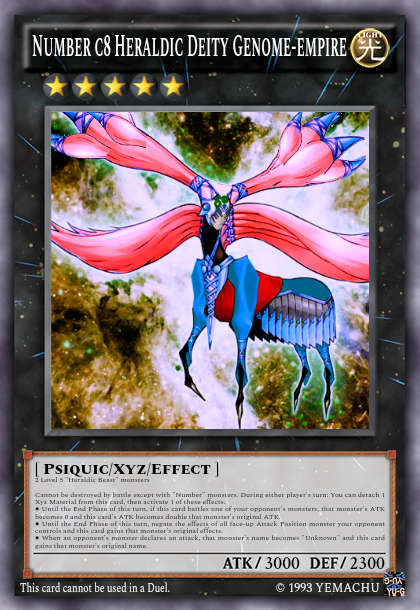 Number c8 Heraldic Deity Genome-empire
LIGHT
光
[ Psiquic/Xyz/Effect ]
2 Level 5 "Heraldic Beast" monsters
Cannot be destroyed by battle except with "Number" monsters. During either player's turn: You can detach 1
Xyz Material from this card, then activate 1 of these effects.
● Until the End Phase of this turn, if this card battles one of your opponent's monsters, that monster's ATK
becomes 0 and this card's ATK becomes double that monster's original ATK.
● Until the End Phase of this turn, negate the effects of all face-up Attack Position monster your opponent
controls and this card gains that monster's original effects.
● When an opponent's monster declares an attack, that monster's name becomes "Unknown" and this card
gains that monster's original name.
ATK / 3000 DEF / 2300
This card cannot be used in a Duel.
© 1993 YEMACHU